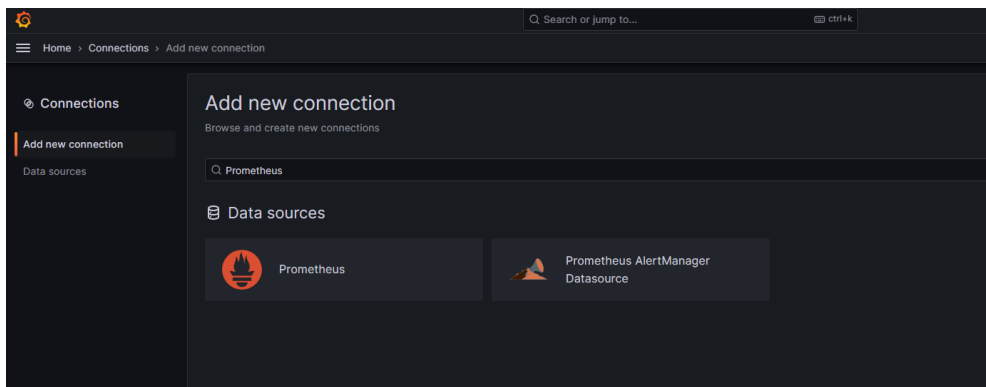 Search or jump to...
ctrl+k
Home › Connections › Add new connection
Connections
Add new connection
Data sources
Add new connection
Browse and create new connections
Prometheus
Data sources
Prometheus
Prometheus AlertManager
Datasource